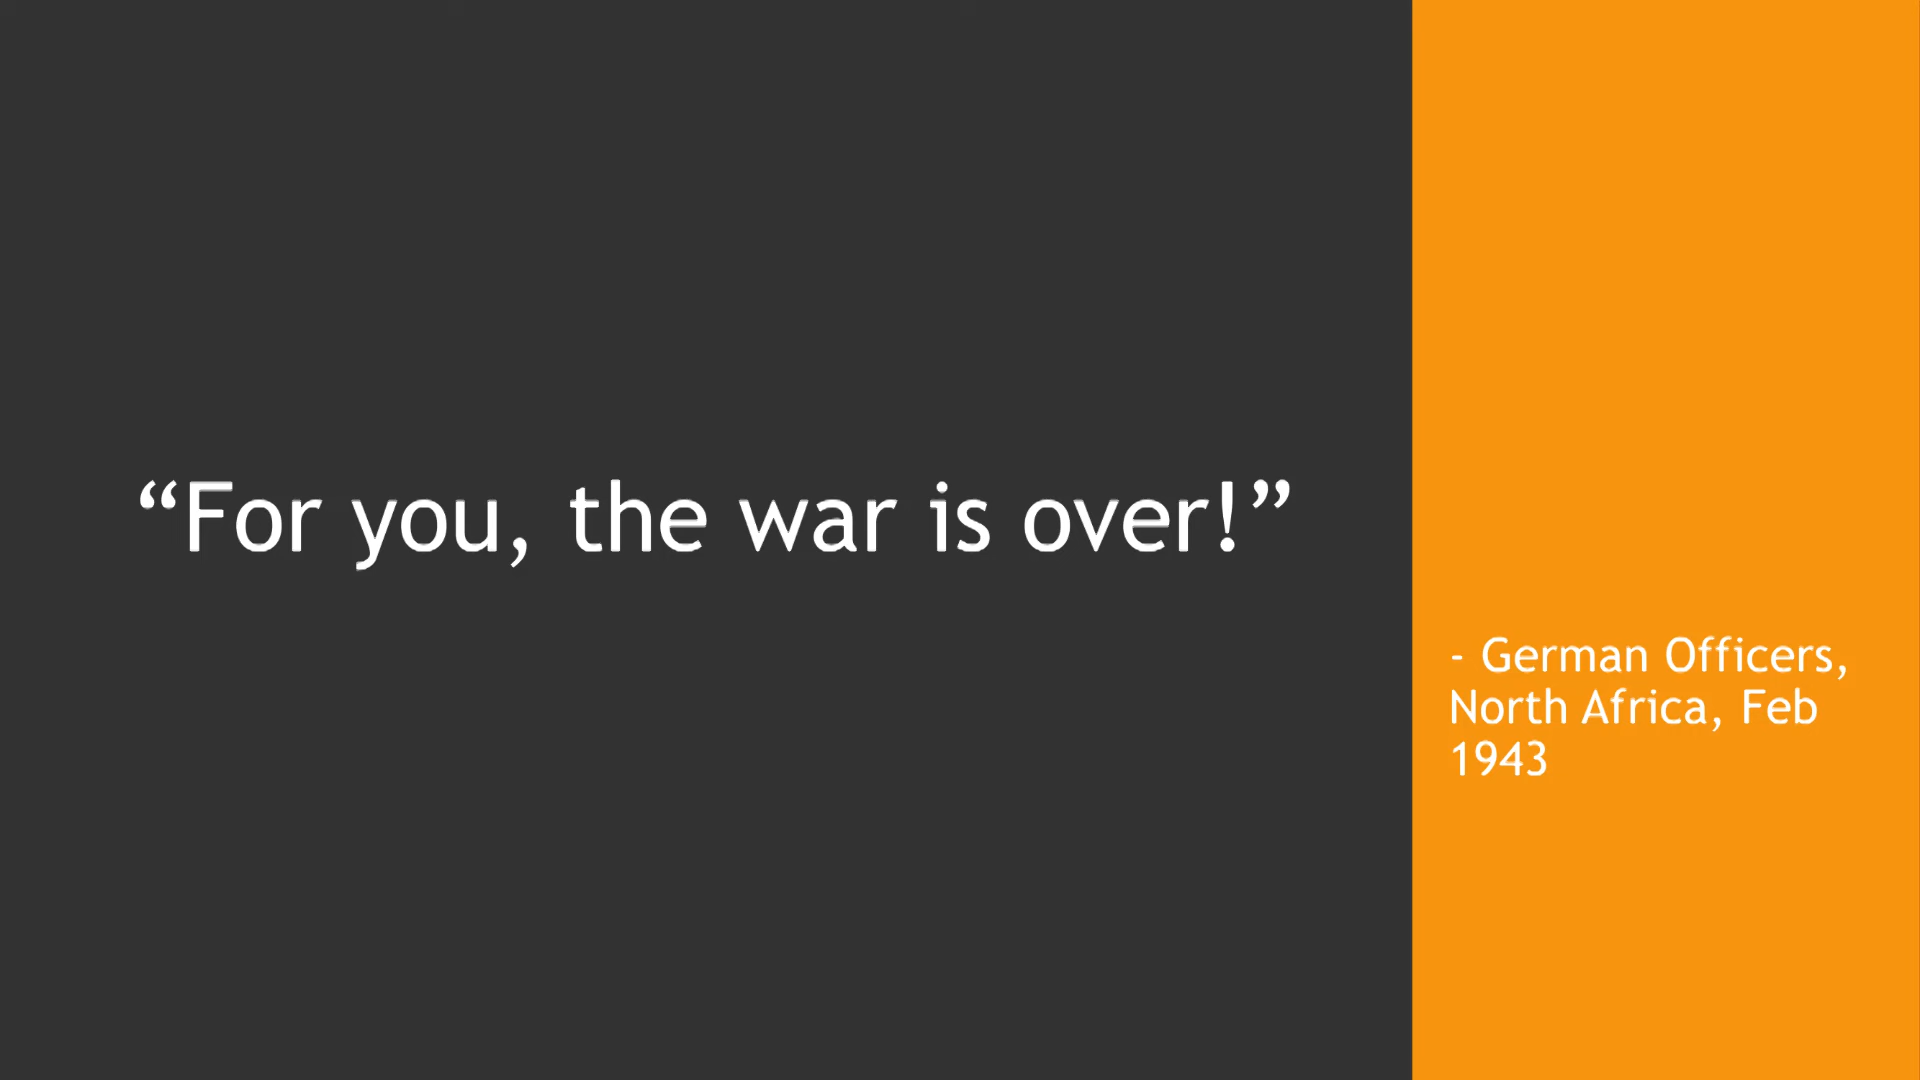 “For you, the war is over!”
- German Officers,
North Africa, Feb
1943